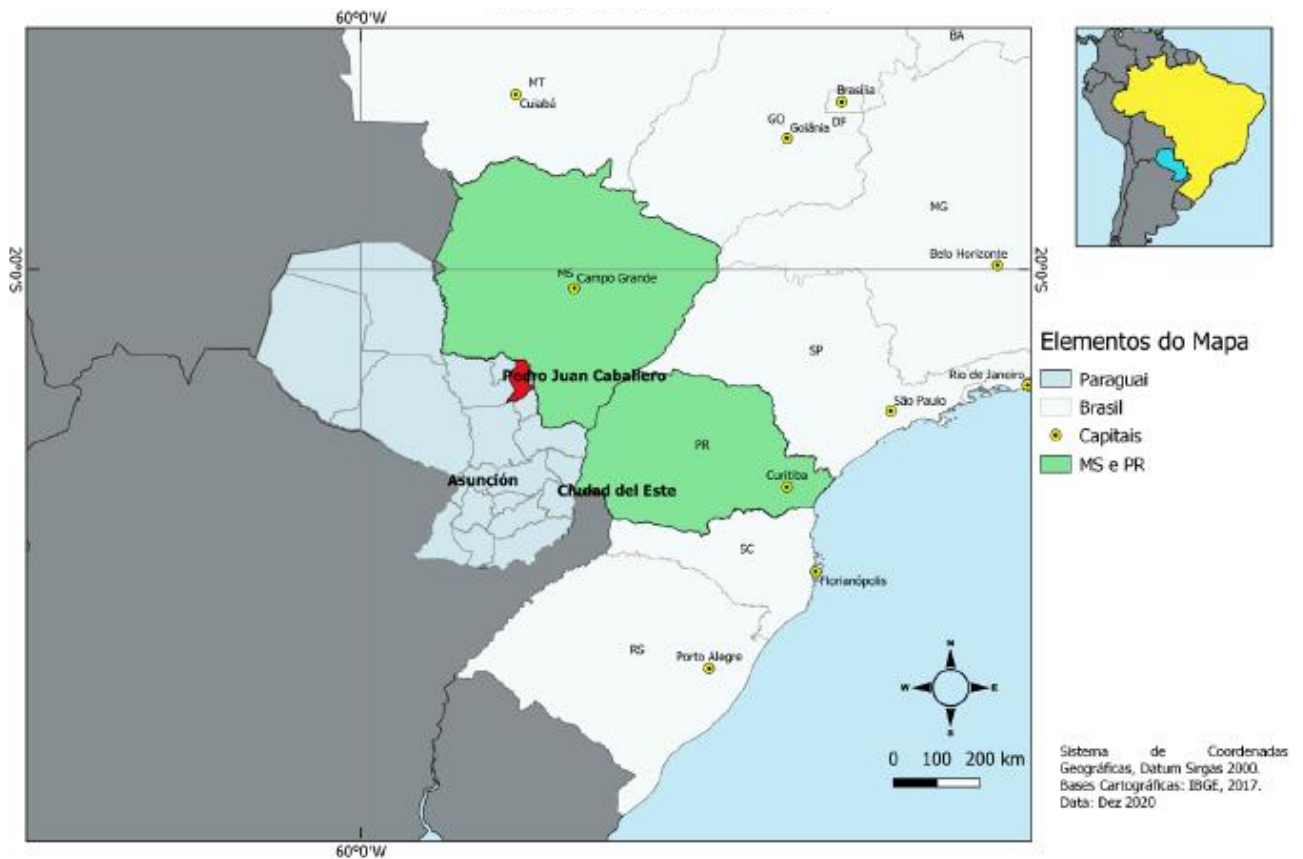 60°0'W
BA
MT
Cuiabá
Brasília
GO
DF
Goiânia
MG
20°0'S
20°0'S
Belo Horizonte
MS
Campo Grande
SP
Rio de Janeiro
Pedro Juan Caballero
São Paulo
PR
Asunción
Ciudad del Este
Curitiba
SC
Florianópolis
RS
Porto Alegre
N
W
E
S
0 100 200 km
60°0'W
Elementos do Mapa
Paraguai
Brasil
Capitais
MS e PR
Sistema de Coordenadas
Geográficas, Datum Sirgas 2000.
Bases Cartográficas: IBGE, 2017.
Data: Dez 2020